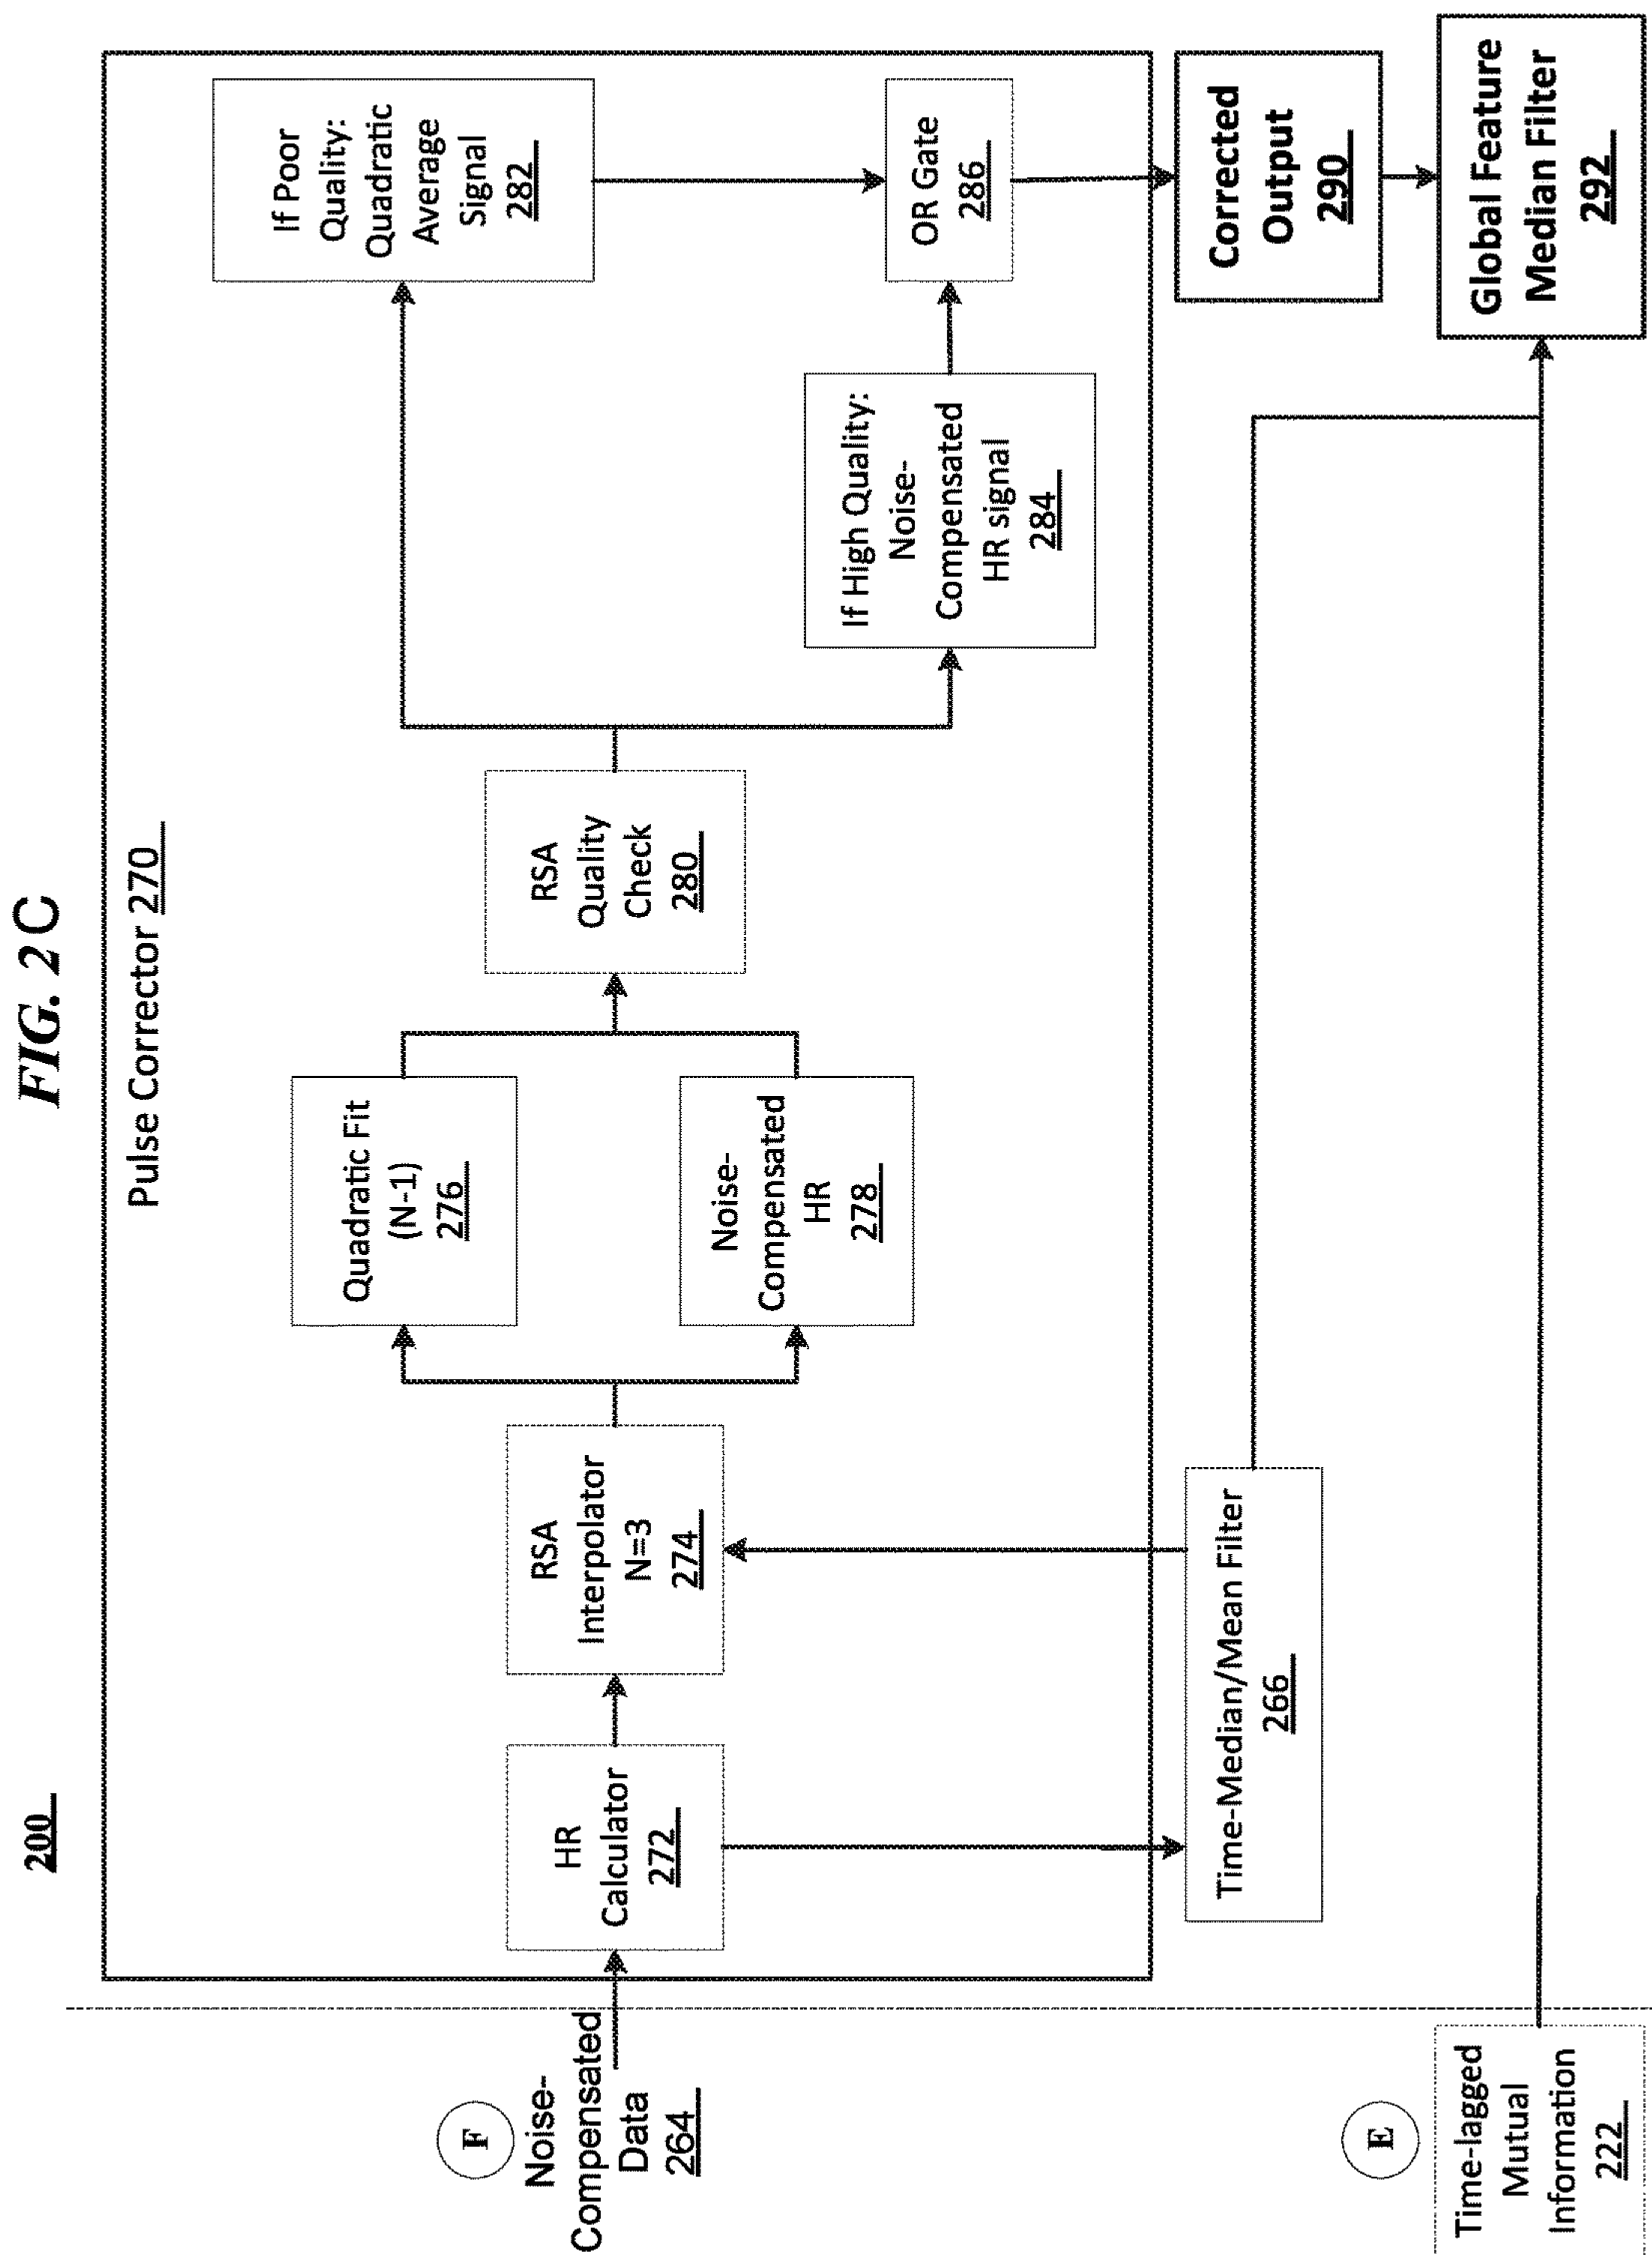 200
FIG. 2C
Pulse Corrector 270
F
Noise-
Compensated
Data
264
HR
Calculator
272
RSA
Interpolator
N=3
274
Quadratic Fit
(N-1)
276
Noise-
Compensated
HR
278
RSA
Quality
Check
280
If Poor
Quality:
Quadratic
Average
Signal
282
If High Quality:
Noise-
Compensated
HR signal
284
OR Gate
286
Time-Median/Mean Filter
266
Corrected
Output
290
E
Time-lagged
Mutual
Information
222
Global Feature
Median Filter
292